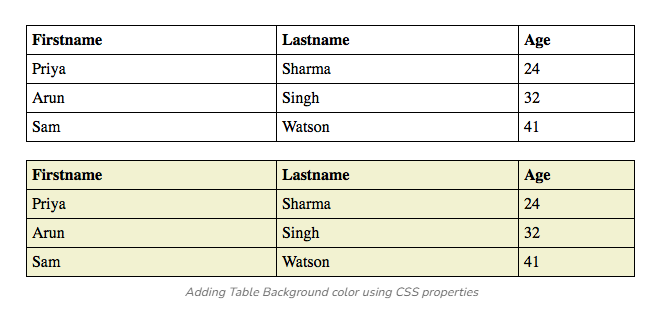 Firstname Lastname Age
Priya Sharma 24
Arun Singh 32
Sam Watson 41
Firstname Lastname Age
Priya Sharma 24
Arun Singh 32
Sam Watson 41
Adding Table Background color using CSS properties